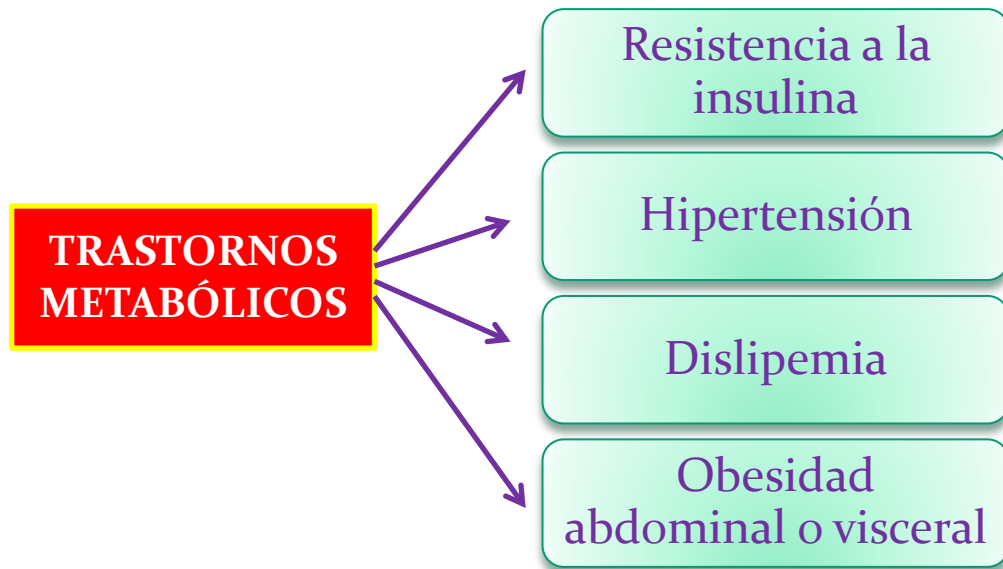 TRASTORNOS
METABÓLICOS
Resistencia a la
insulina
Hipertensión
Dislipemia
Obesidad
abdominal o visceral